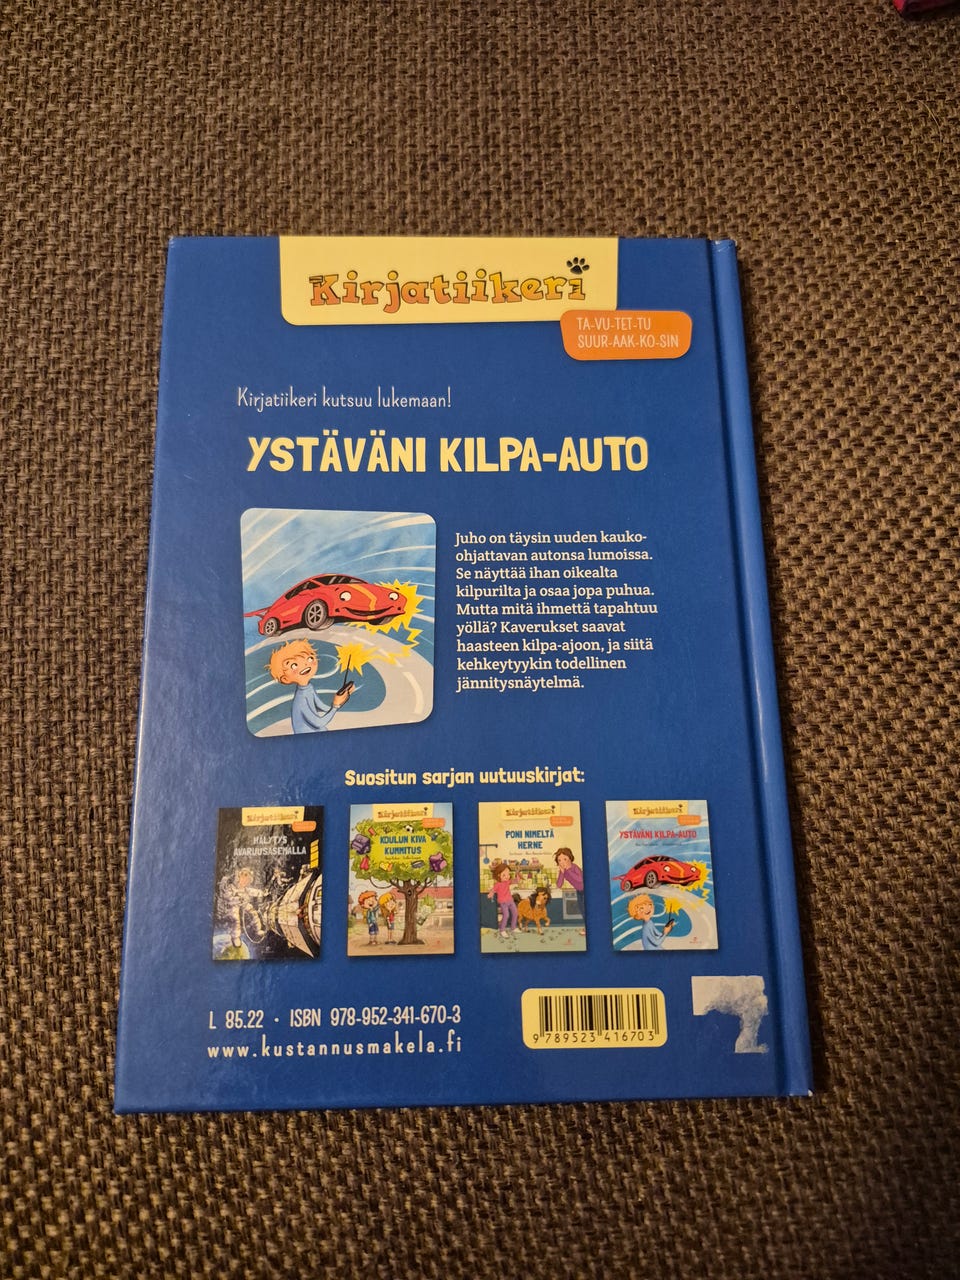 Kirjatiikeri
TA-VU-TET-TU
SUUR-AAK-KO-SIN
Kirjatiikeri kutsuu lukemaan!
YSTÄVÄNI KILPA-AUTO
Juho on täysin uuden kauko-
ohjattavan autonsa lumoissa.
Se näyttää ihan oikealta
kilpurilta ja osaa jopa puhua.
Mutta mitä ihmettä tapahtuu
yöllä? Kaverukset saavat
haasteen kilpa-ajoon, ja siitä
kehkeytyykin todellinen
jännitysnäytelmä.
Suositun sarjan uutuuskirjat:
Kirjatiikeri
HÄLYTYS
AVARUUSASEMALLA
Kirjatiikeri
KOULUN KIVA
KUMMITUS
Kirjatiikeri
PONI NIMELTÄ
HERNE
Kirjatiikeri
YSTÄVÄNI KILPA-AUTO
L 85.22 · ISBN 978-952-341-670-3
www.kustannusmakela.fi
9 789523 416703